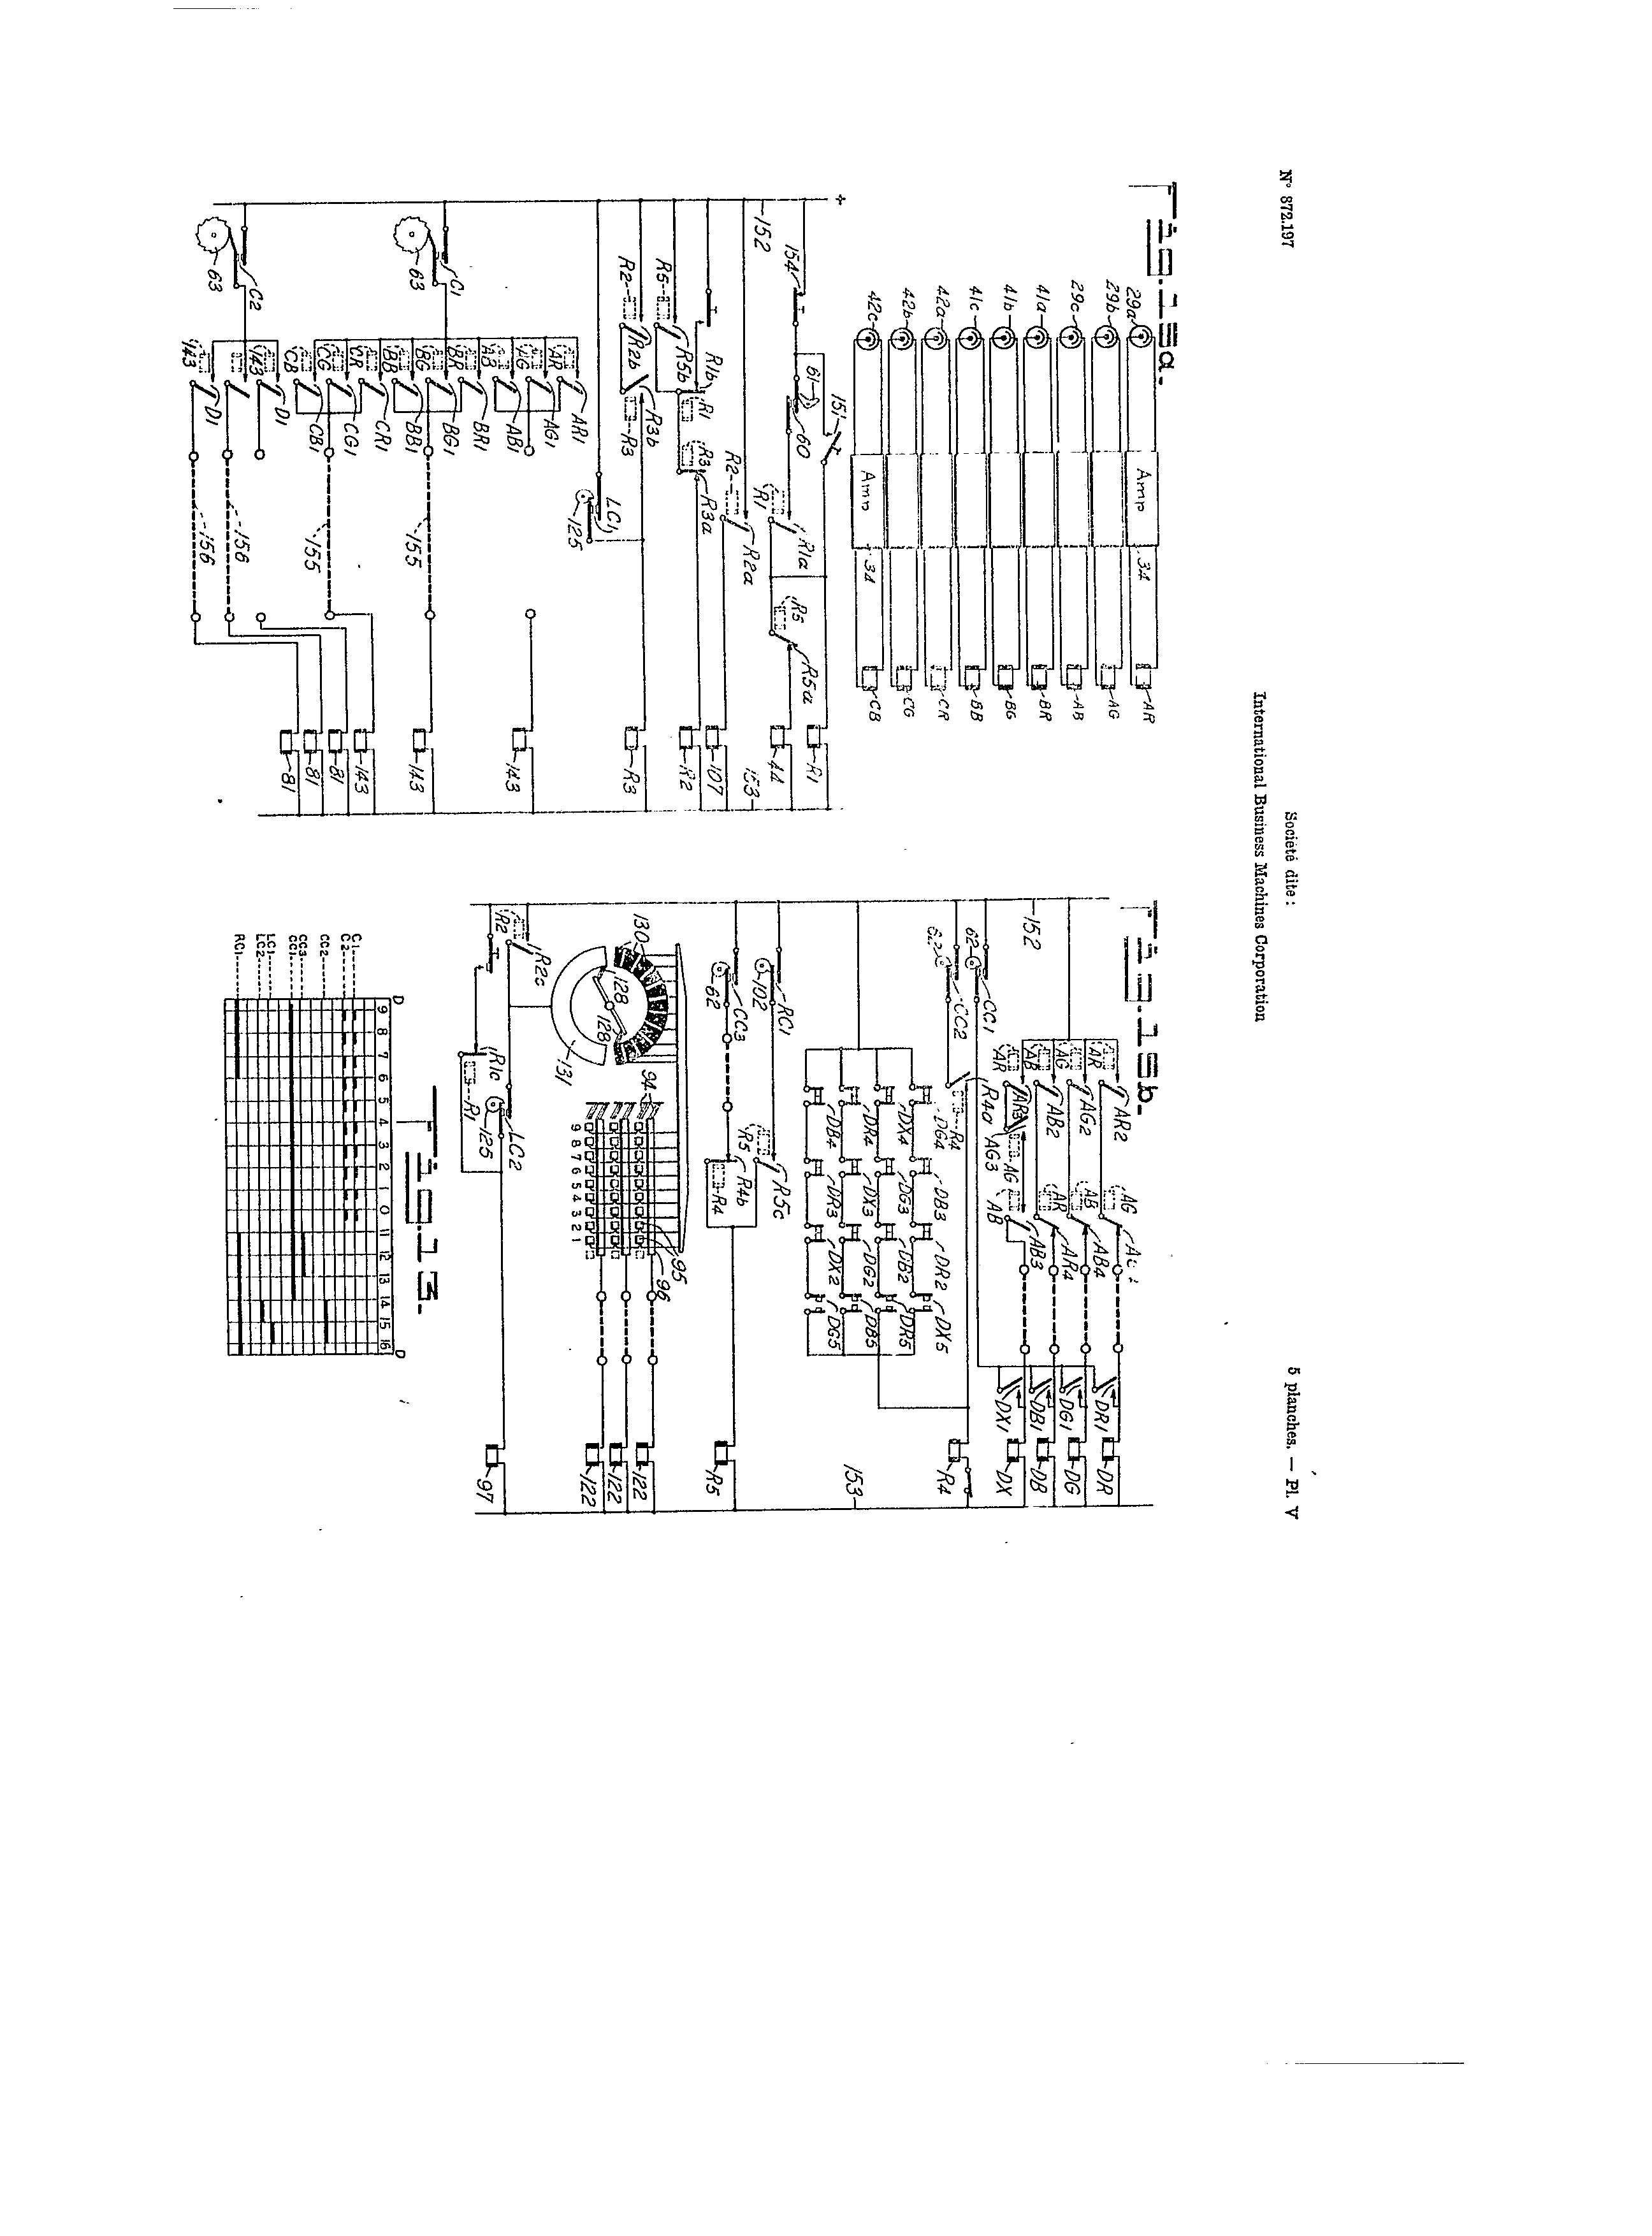 N° 872.197
Société dite :
International Business Machines Corporation
5 planches. — Pl. V
Fig. 15a.
29a
29b
29c
41a
41b
41c
42a
42b
42c
Amp
Amp
34
34
AR
AG
AB
BR
BG
BB
CR
CG
CB
+
152
154
61
151
60
R1
R1a
R5
R5a
R1
44
153
R2
R2a
107
R1b
R1
R3
R3a
R2
R5
R5b
R2
R2b
R3b
R3
R3
LC1
125
C1
63
AR
AG
AB
BR
BG
BB
CR
CG
CB
AR1
AG1
AB1
BR1
BG1
BB1
CR1
CG1
CB1
155
155
143
143
143
C2
63
143
143
D1
D1
156
156
81
81
81
Fig. 15b.
152
AR
AG
AB
AR
AR2
AG2
AB2
AR3
AG
AB
AR
AG
AB
AG3
AB4
AR4
AB3
DR1
DG1
DB1
DX1
DR
DG
DB
DX
62
CC1
62
CC2
R4a
R4
R4
DG4
DX4
DR4
DB4
DB3
DG3
DX3
DR3
DR2
DB2
DG2
DX2
DX5
DR5
DB5
DG5
153
RC1
102
CC3
62
R5
R5c
R4b
R4
R5
130
128
128
131
94
9 8 7 6 5 4 3 2 1
95
96
122
122
122
R2
R2c
R1c
R1
LC2
125
97
Fig. 13.
D 9 8 7 6 5 4 3 2 1 0 11 12 13 14 15 16 D
C1
C2
CC2
CC3
CC1
LC1
LC2
RC1